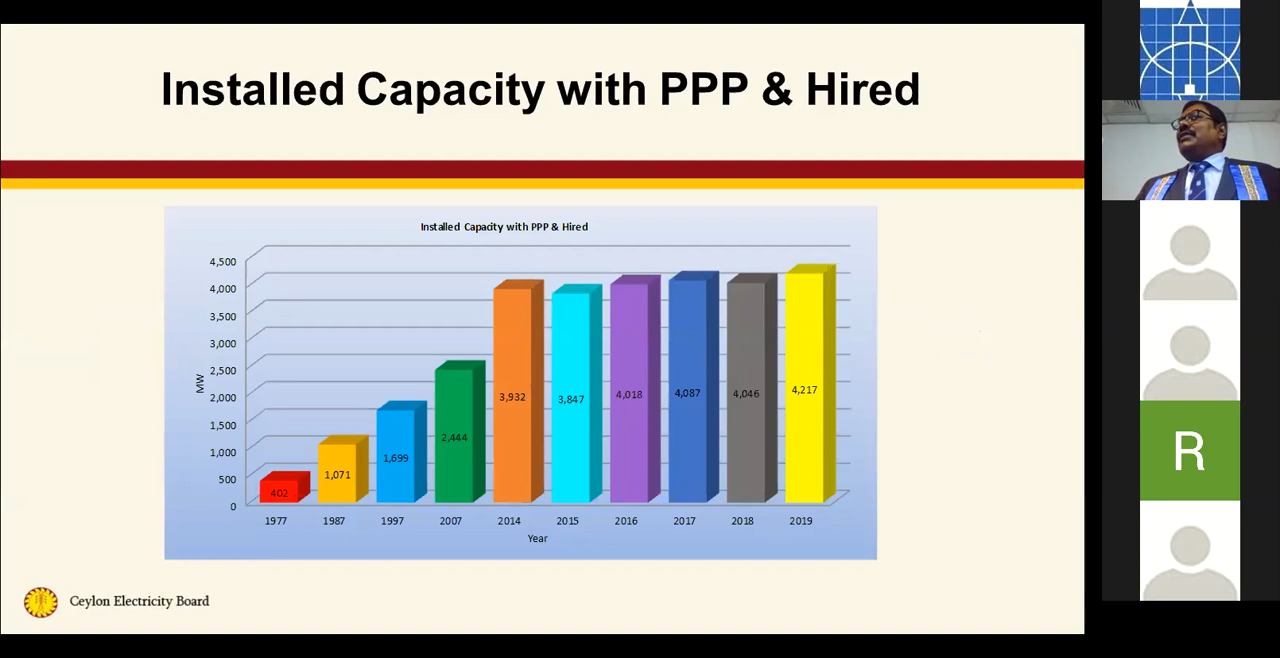 Installed Capacity with PPP & Hired
Installed Capacity with PPP & Hired
4,500
4,000
3,500
3,000
2,500
2,000
1,500
1,000
500
0
MW
402
1,071
1,699
2,444
3,932
3,847
4,018
4,087
4,046
4,217
1977 1987 1997 2007 2014 2015 2016 2017 2018 2019
Year
Ceylon Electricity Board
R